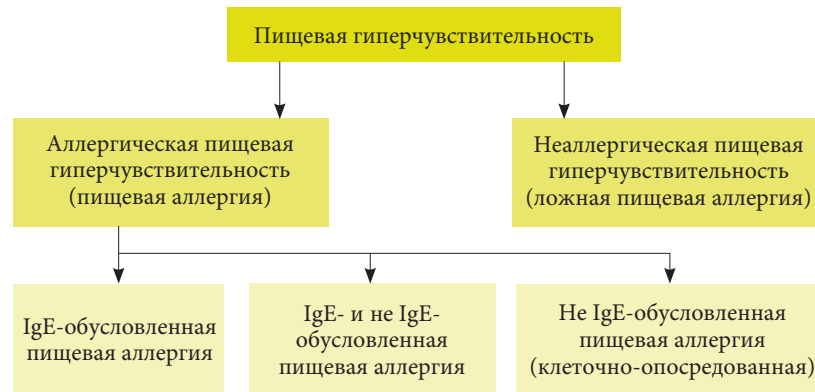 Пищевая гиперчувствительность
Аллергическая пищевая
гиперчувствительность
(пищевая аллергия)
Неаллергическая пищевая
гиперчувствительность
(ложная пищевая аллергия)
IgE-обусловленная
пищевая аллергия
IgE- и не IgE-
обусловленная
пищевая аллергия
Не IgE-обусловленная
пищевая аллергия
(клеточно-опосредованная)